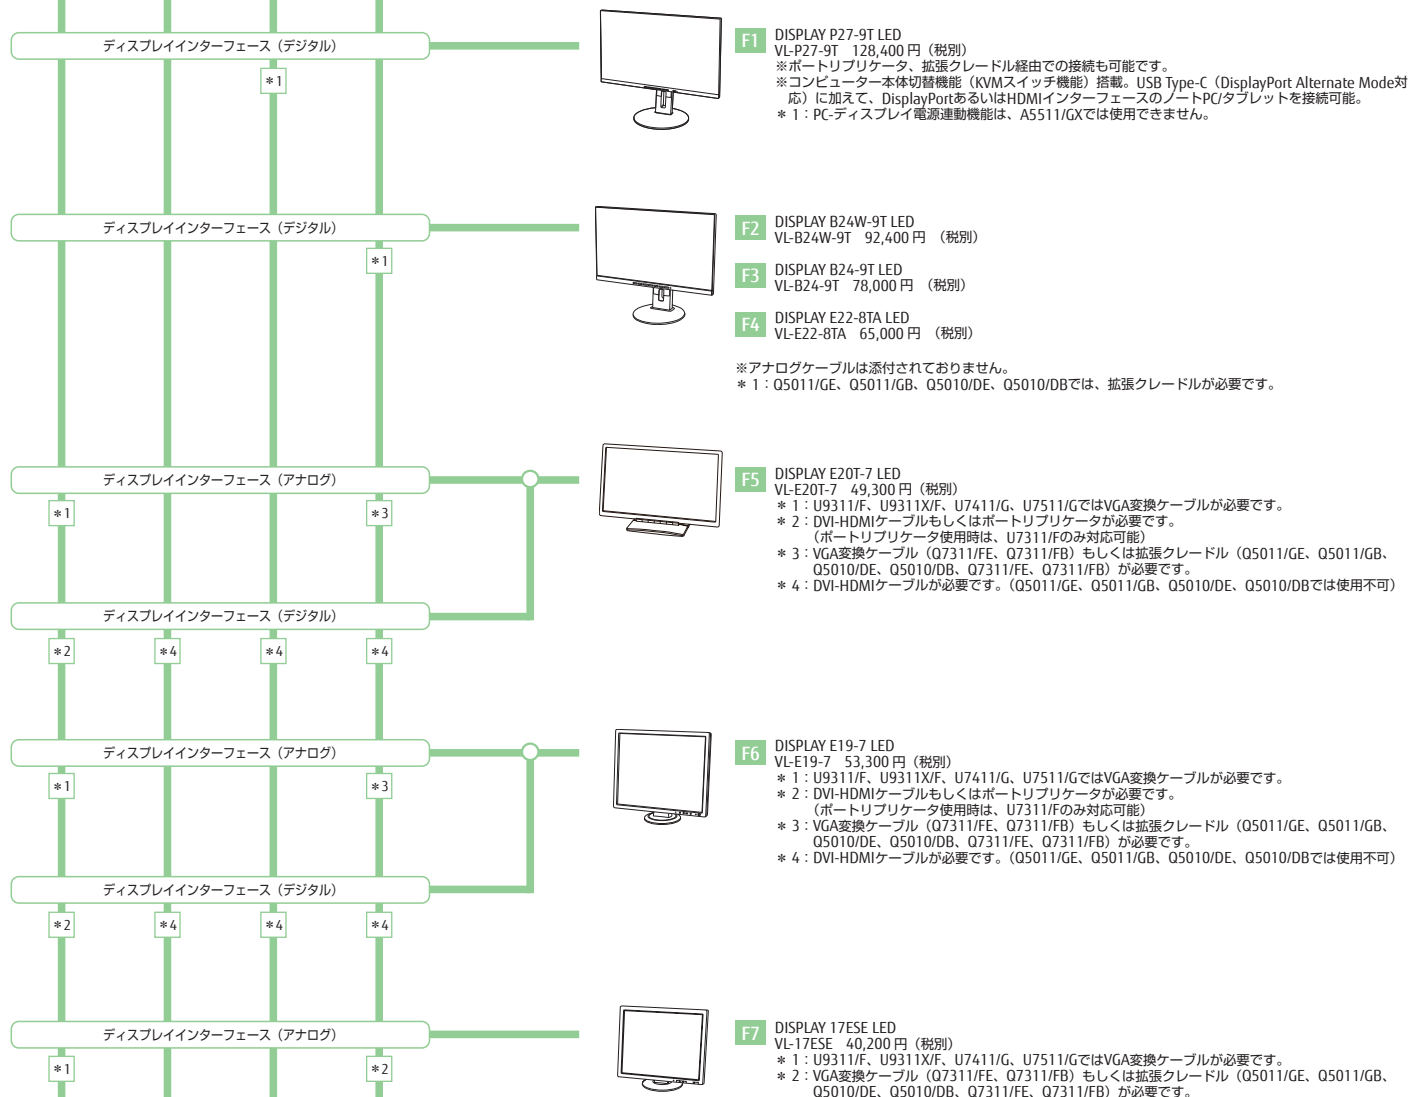 ディスプレイインターフェース（デジタル）
＊1
F1
DISPLAY P27-9T LED
VL-P27-9T 128,400 円（税別）
※ポートリプリケータ、拡張クレードル経由での接続も可能です。
※コンピューター本体切替機能（KVMスイッチ機能）搭載。USB Type-C（DisplayPort Alternate Mode対
応）に加えて、DisplayPortあるいはHDMIインターフェースのノートPC/タブレットを接続可能。
＊ 1：PC-ディスプレイ電源連動機能は、A5511/GXでは使用できません。
ディスプレイインターフェース（デジタル）
＊1
F2
DISPLAY B24W-9T LED
VL-B24W-9T 92,400 円 （税別）
F3
DISPLAY B24-9T LED
VL-B24-9T 78,000 円 （税別）
F4
DISPLAY E22-8TA LED
VL-E22-8TA 65,000 円 （税別）
※アナログケーブルは添付されておりません。
＊ 1：Q5011/GE、Q5011/GB、Q5010/DE、Q5010/DBでは、拡張クレードルが必要です。
ディスプレイインターフェース（アナログ）
＊1 ＊3
F5
DISPLAY E20T-7 LED
VL-E20T-7 49,300 円（税別）
＊ 1：U9311/F、U9311X/F、U7411/G、U7511/GではVGA変換ケーブルが必要です。
＊ 2：DVI-HDMIケーブルもしくはポートリプリケータが必要です。
（ポートリプリケータ使用時は、U7311/Fのみ対応可能）
＊ 3：VGA変換ケーブル（Q7311/FE、Q7311/FB）もしくは拡張クレードル（Q5011/GE、Q5011/GB、
Q5010/DE、Q5010/DB、Q7311/FE、Q7311/FB）が必要です。
＊ 4：DVI-HDMIケーブルが必要です。（Q5011/GE、Q5011/GB、Q5010/DE、Q5010/DBでは使用不可）
ディスプレイインターフェース（デジタル）
＊2 ＊4 ＊4 ＊4
ディスプレイインターフェース（アナログ）
＊1 ＊3
F6
DISPLAY E19-7 LED
VL-E19-7 53,300 円（税別）
＊ 1：U9311/F、U9311X/F、U7411/G、U7511/GではVGA変換ケーブルが必要です。
＊ 2：DVI-HDMIケーブルもしくはポートリプリケータが必要です。
（ポートリプリケータ使用時は、U7311/Fのみ対応可能）
＊ 3：VGA変換ケーブル（Q7311/FE、Q7311/FB）もしくは拡張クレードル（Q5011/GE、Q5011/GB、
Q5010/DE、Q5010/DB、Q7311/FE、Q7311/FB）が必要です。
＊ 4：DVI-HDMIケーブルが必要です。（Q5011/GE、Q5011/GB、Q5010/DE、Q5010/DBでは使用不可）
ディスプレイインターフェース（デジタル）
＊2 ＊4 ＊4 ＊4
ディスプレイインターフェース（アナログ）
＊1 ＊2
F7
DISPLAY 17ESE LED
VL-17ESE 40,200 円（税別）
＊ 1：U9311/F、U9311X/F、U7411/G、U7511/GではVGA変換ケーブルが必要です。
＊ 2：VGA変換ケーブル（Q7311/FE、Q7311/FB）もしくは拡張クレードル（Q5011/GE、Q5011/GB、
Q5010/DE、Q5010/DB、Q7311/FE、Q7311/FB）が必要です。